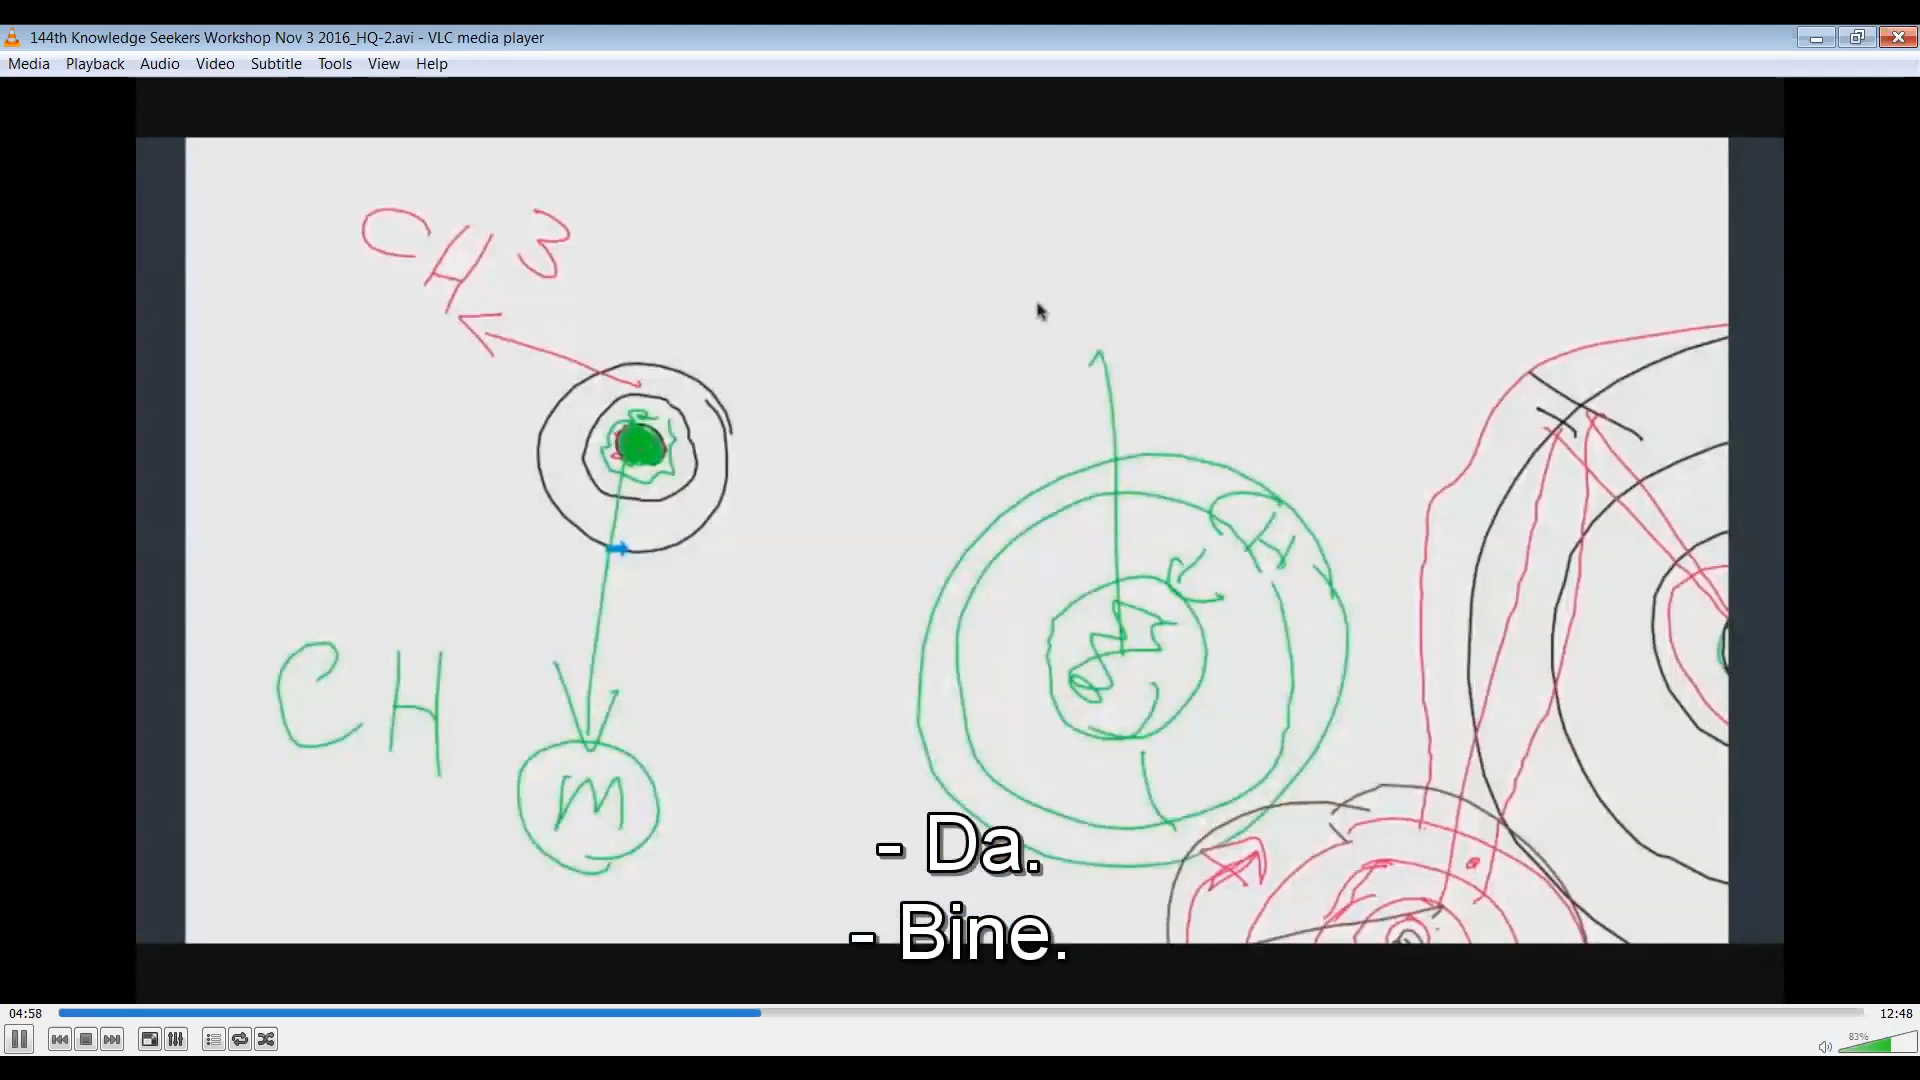 144th Knowledge Seekers Workshop Nov 3 2016_HQ-2.avi - VLC media player
Media Playback Audio Video Subtitle Tools View Help
CH3
CH
CH
M
- Da.
- Bine.
04:58
12:48
83%